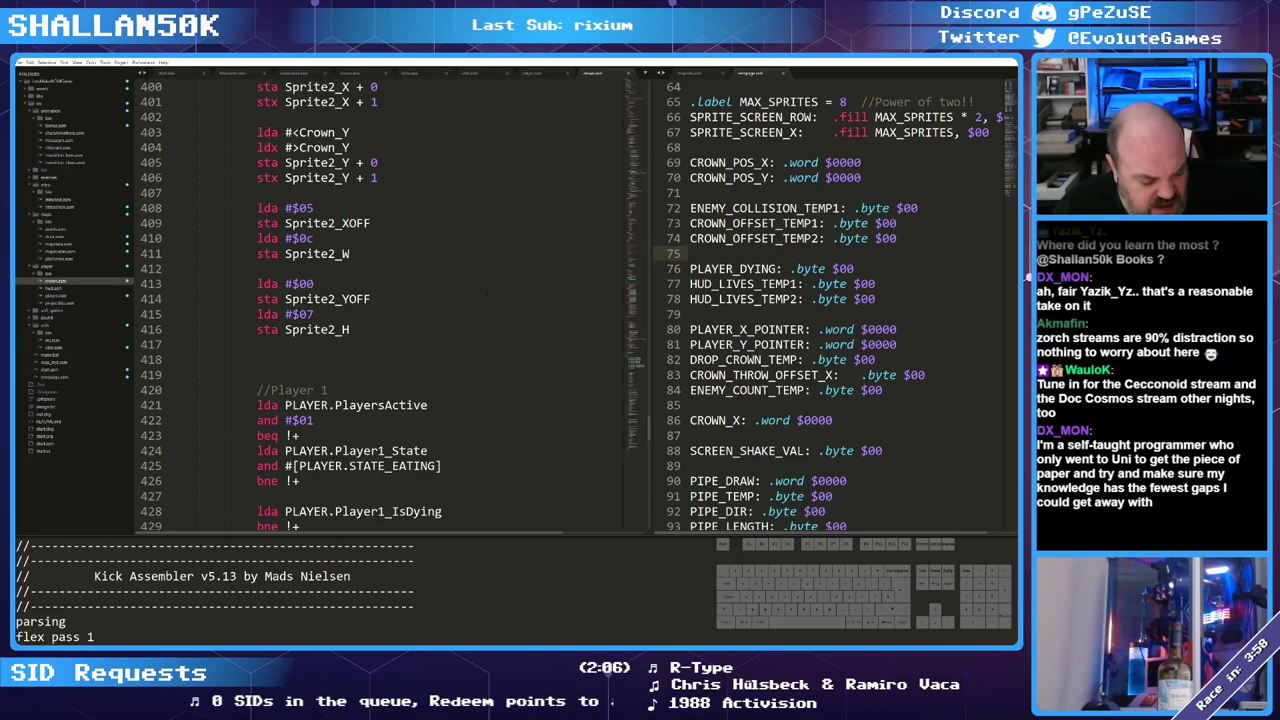 SHALLAN50K
Last Sub: rixium
Discord gPeZuSE
Twitter @EvoluteGames
FOLDERS
400 sta Sprite2_X + 0
401 stx Sprite2_X + 1
402
403 lda #<Crown_Y
404 ldx #>Crown_Y
405 sta Sprite2_Y + 0
406 stx Sprite2_Y + 1
407
408 lda #$05
409 sta Sprite2_XOFF
410 lda #$0c
411 sta Sprite2_W
412
413 lda #$00
414 sta Sprite2_YOFF
415 lda #$07
416 sta Sprite2_H
417
418
419
420 //Player 1
421 lda PLAYER.PlayersActive
422 and #$01
423 beq !+
424 lda PLAYER.Player1_State
425 and #[PLAYER.STATE_EATING]
426 bne !+
427
428 lda PLAYER.Player1_IsDying
429 bne !+
64
65 .label MAX_SPRITES = 8 //Power of two!!
67 SPRITE_SCREEN_X: .fill MAX_SPRITES, $00
68
69 CROWN_POS_X: .word $0000
70 CROWN_POS_Y: .word $0000
71
72 ENEMY_COLLISION_TEMP1: .byte $00
73 CROWN_OFFSET_TEMP1: .byte $00
74 CROWN_OFFSET_TEMP2: .byte $00
75
76 PLAYER_DYING: .byte $00
77 HUD_LIVES_TEMP1: .byte $00
78 HUD_LIVES_TEMP2: .byte $00
79
80 PLAYER_X_POINTER: .word $0000
81 PLAYER_Y_POINTER: .word $0000
82 DROP_CROWN_TEMP: .byte $00
83 CROWN_THROW_OFFSET_X: .byte $00
84 ENEMY_COUNT_TEMP: .byte $00
85
86 CROWN_X: .word $0000
87
88 SCREEN_SHAKE_VAL: .byte $00
89
90 PIPE_DRAW: .word $0000
91 PIPE_TEMP: .byte $00
92 PIPE_DIR: .byte $00
93 PIPE_LENGTH: .byte $00
Yazik_Yz:
Where did you learn the most ?
@Shallan50k Books ?
DX_MON:
ah, fair Yazik_Yz.. that's a reasonable
take on it
Akmafin:
zorch streams are 90% distraction so
nothing to worry about here
WauloK:
Tune in for the Cecconoid stream and
the Doc Cosmos stream other nights,
too
DX_MON:
I'm a self-taught programmer who
only went to Uni to get the piece of
paper and try and make sure my
knowledge has the fewest gaps I
could get away with
//------------------------------------------------------
//------------------------------------------------------
// Kick Assembler v5.13 by Mads Nielsen
//------------------------------------------------------
//------------------------------------------------------
parsing
flex pass 1
Race in: 3:58
SID Requests
(2:06) R-Type
Chris Hülsbeck & Ramiro Vaca
1988 Activision
0 SIDs in the queue, Redeem points to